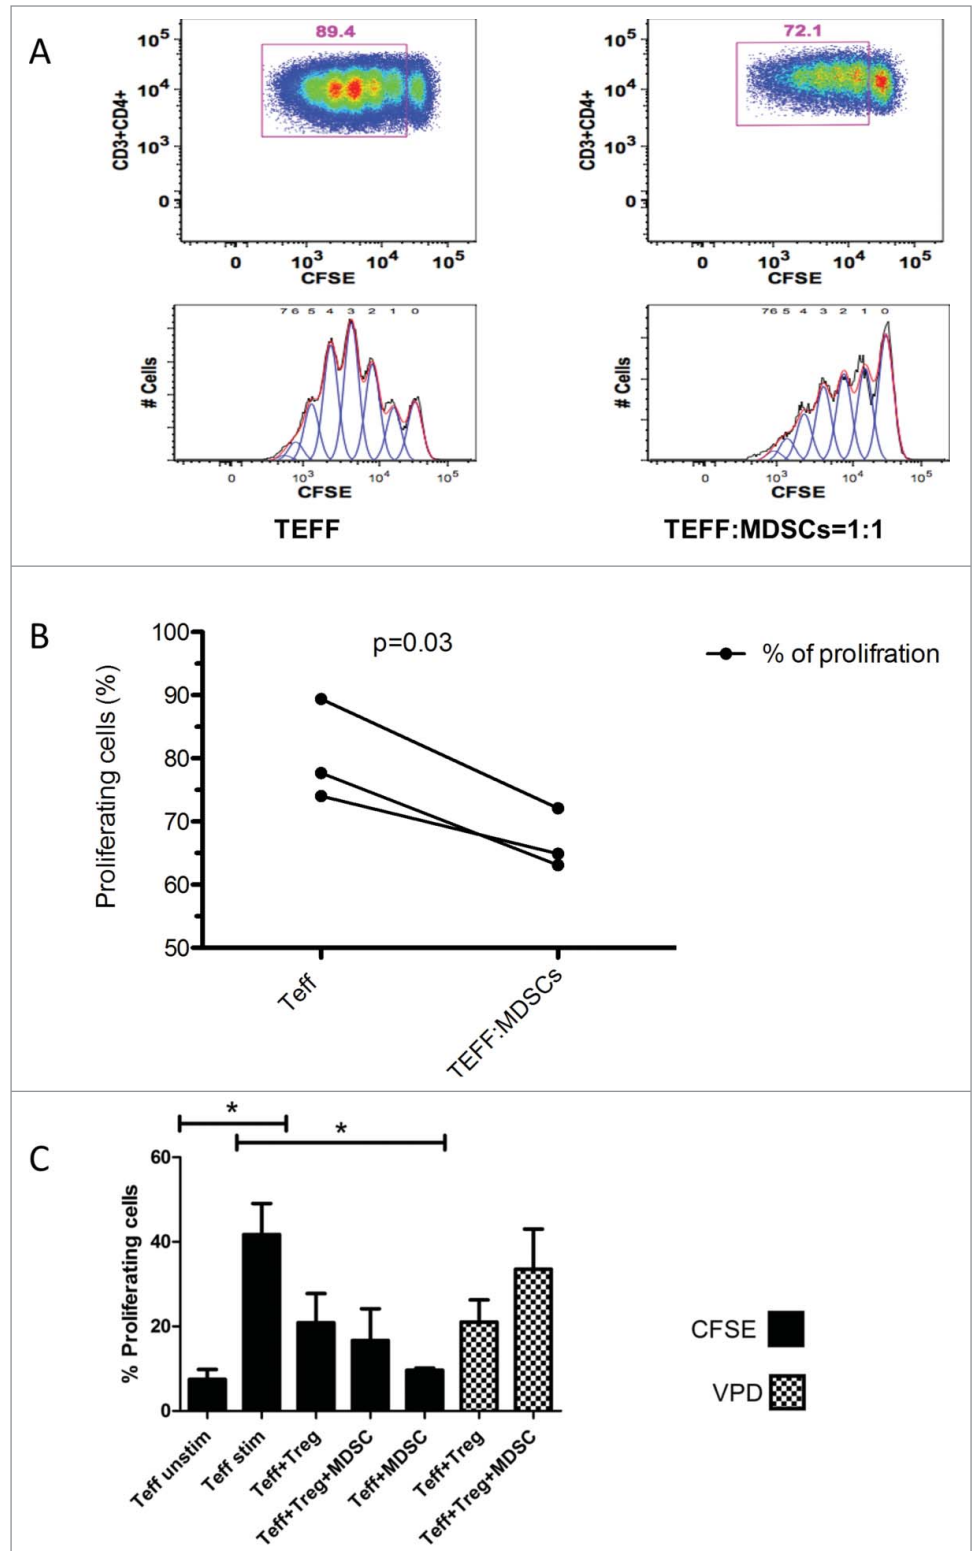 A
89.4
72.1
10⁵
10⁴
10³
0
CD3+CD4+
0 10³ 10⁴ 10⁵
CFSE
10⁵
10⁴
10³
0
CD3+CD4+
0 10³ 10⁴ 10⁵
CFSE
7 6 5 4 3 2 1 0
# Cells
0 10³ 10⁴ 10⁵
CFSE
76 5 4 3 2 1 0
# Cells
0 10³ 10⁴ 10⁵
CFSE
TEFF
TEFF:MDSCs=1:1
B
p=0.03
% of prolifration
Proliferating cells (%)
100
90
80
70
60
50
Teff
TEFF:MDSCs
C
*
*
% Proliferating cells
60
40
20
0
Teff unstim
Teff stim
Teff+Treg
Teff+Treg+MDSC
Teff+MDSC
Teff+Treg
Teff+Treg+MDSC
CFSE
VPD